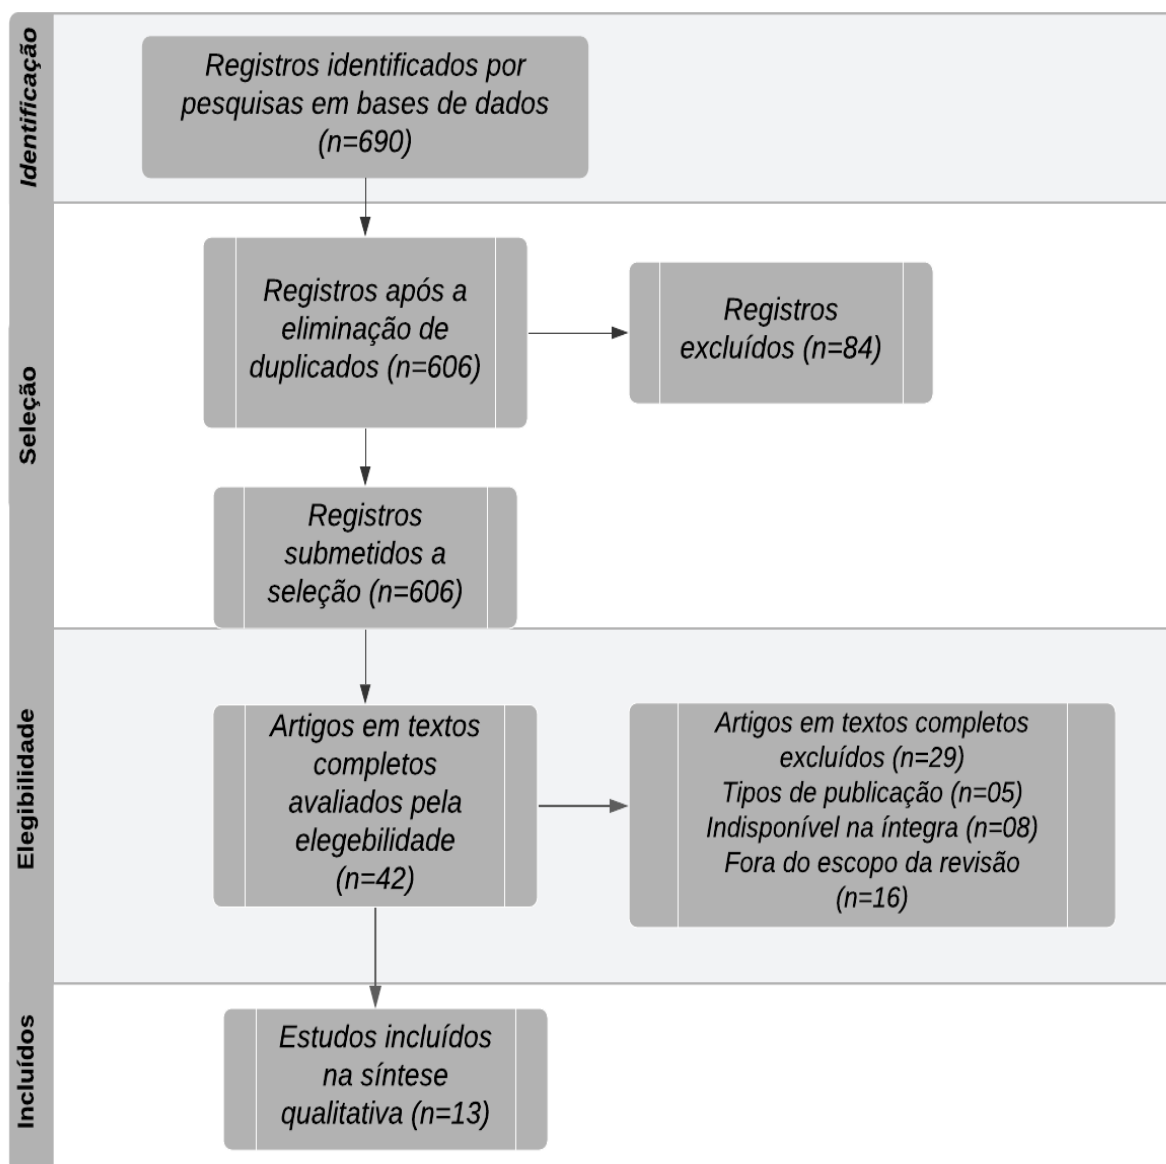 Identificação
Registros identificados por
pesquisas em bases de dados
(n=690)
Seleção
Registros após a
eliminação de
duplicados (n=606)
Registros
excluídos (n=84)
Registros
submetidos a
seleção (n=606)
Elegibilidade
Artigos em textos
completos
avaliados pela
elegebilidade
(n=42)
Artigos em textos completos
excluídos (n=29)
Tipos de publicação (n=05)
Indisponível na íntegra (n=08)
Fora do escopo da revisão
(n=16)
Incluídos
Estudos incluídos
na síntese
qualitativa (n=13)